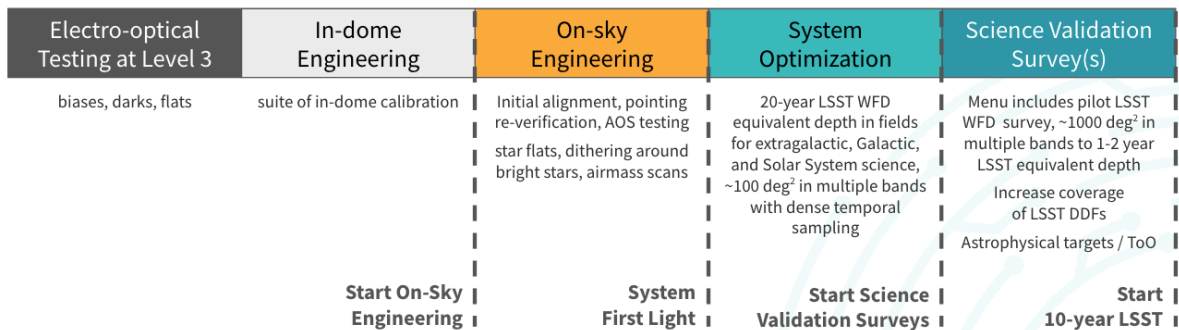 Electro-optical
Testing at Level 3
In-dome
Engineering
On-sky
Engineering
System
Optimization
Science Validation
Survey(s)
biases, darks, flats
suite of in-dome calibration
Initial alignment, pointing
re-verification, AOS testing
star flats, dithering around
bright stars, airmass scans
20-year LSST WFD
equivalent depth in fields
for extragalactic, Galactic,
and Solar System science,
~100 deg² in multiple bands
with dense temporal
sampling
Menu includes pilot LSST
WFD survey, ~1000 deg² in
multiple bands to 1-2 year
LSST equivalent depth
Increase coverage
of LSST DDFs
Astrophysical targets / ToO
Start On-Sky
Engineering
System
First Light
Start Science
Validation Surveys
Start
10-year LSST